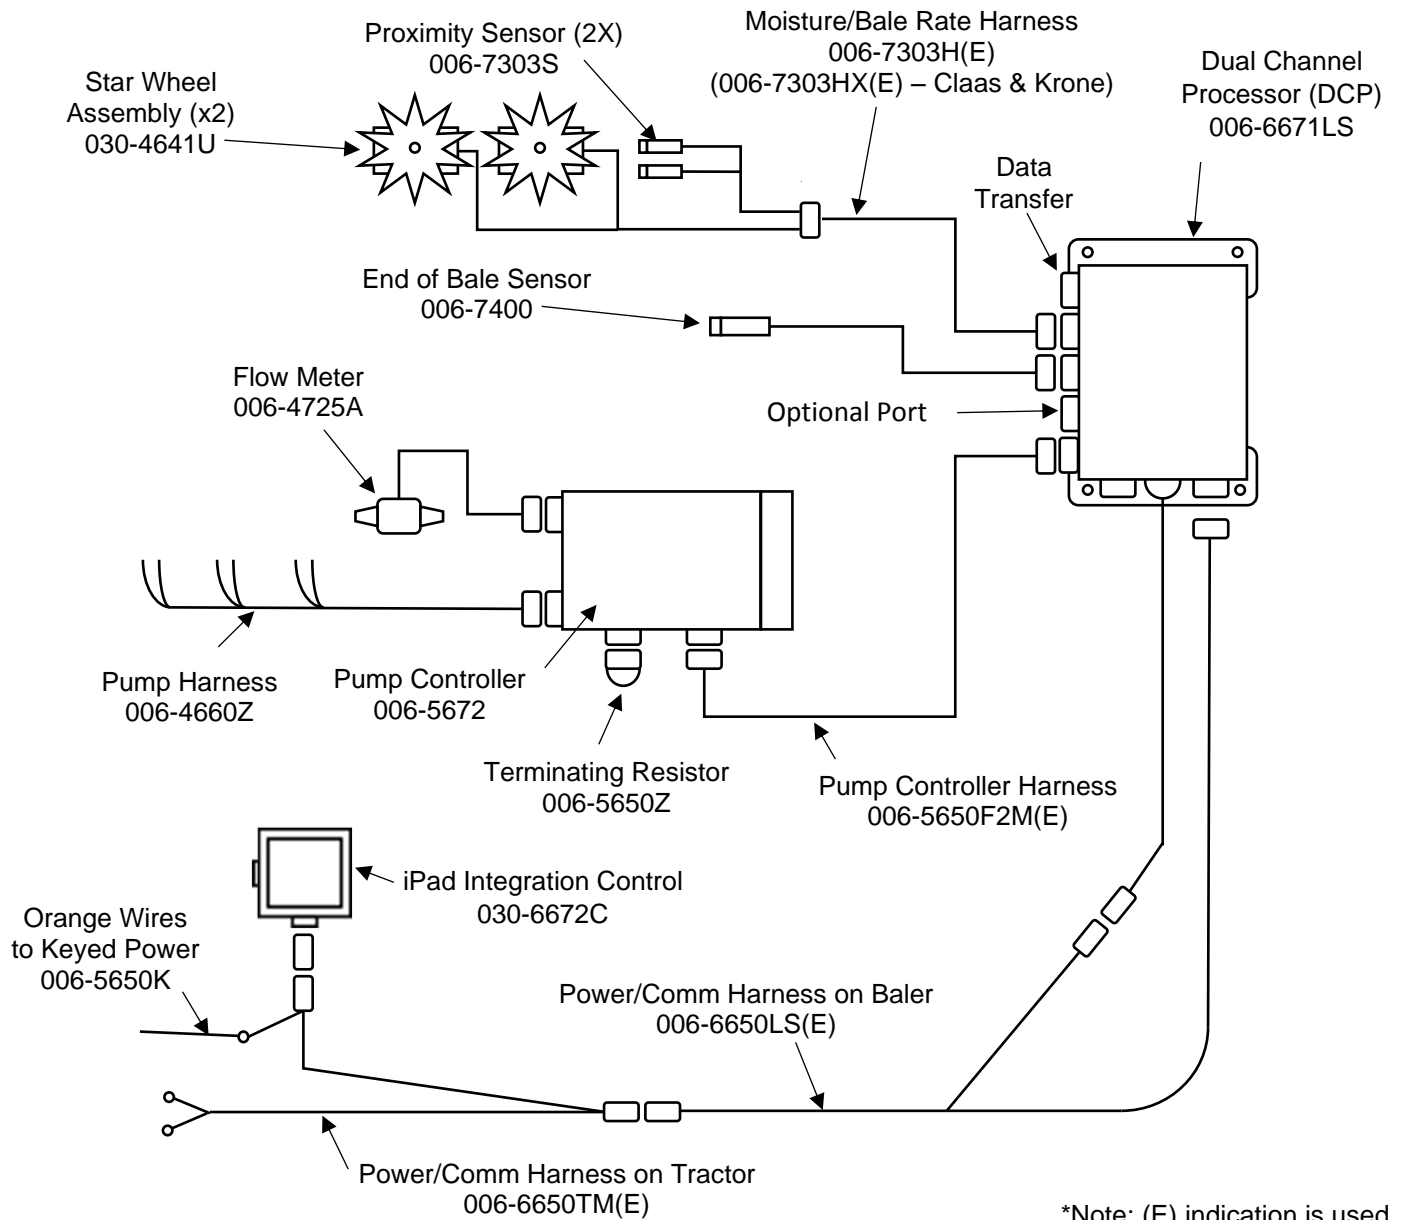 Proximity Sensor (2X)
006-7303S
Moisture/Bale Rate Harness
006-7303H(E)
(006-7303HX(E) – Claas & Krone)
Dual Channel
Processor (DCP)
006-6671LS
Star Wheel
Assembly (x2)
030-4641U
Data
Transfer
End of Bale Sensor
006-7400
Flow Meter
006-4725A
Optional Port
Pump Harness
006-4660Z
Pump Controller
006-5672
Terminating Resistor
006-5650Z
Pump Controller Harness
006-5650F2M(E)
iPad Integration Control
030-6672C
Orange Wires
to Keyed Power
006-5650K
Power/Comm Harness on Baler
006-6650LS(E)
Power/Comm Harness on Tractor
006-6650TM(E)
*Note: (E) indication is used